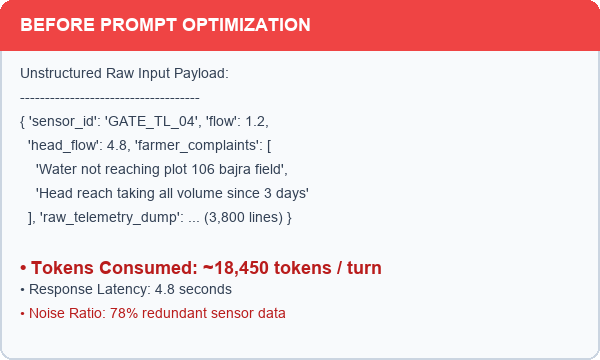 BEFORE PROMPT OPTIMIZATION
Unstructured Raw Input Payload:
------------------------------------
{ 'sensor_id': 'GATE_TL_04', 'flow': 1.2,
'head_flow': 4.8, 'farmer_complaints': [
'Water not reaching plot 106 bajra field',
'Head reach taking all volume since 3 days'
], 'raw_telemetry_dump': ... (3,800 lines) }
• Tokens Consumed: ~18,450 tokens / turn
• Response Latency: 4.8 seconds
• Noise Ratio: 78% redundant sensor data